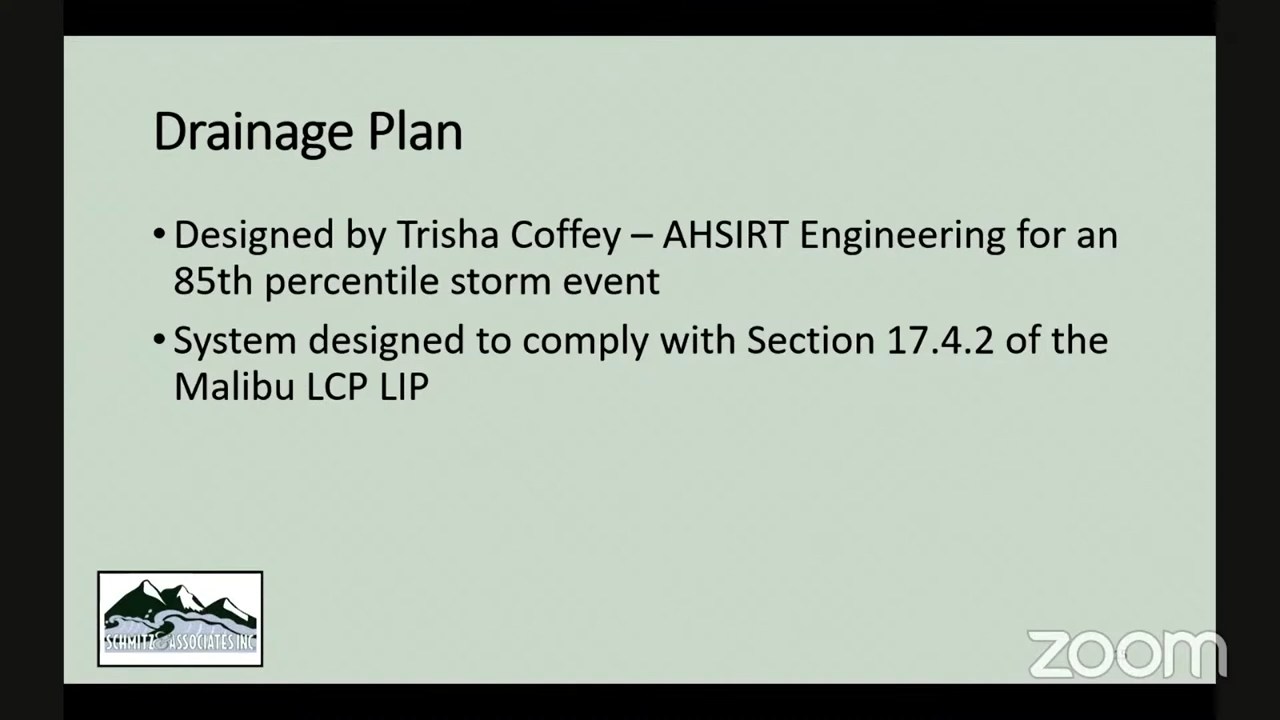 Drainage Plan
• Designed by Trisha Coffey – AHSIRT Engineering for an
85th percentile storm event
• System designed to comply with Section 17.4.2 of the
Malibu LCP LIP
SCHMITZ & ASSOCIATES INC
zoom